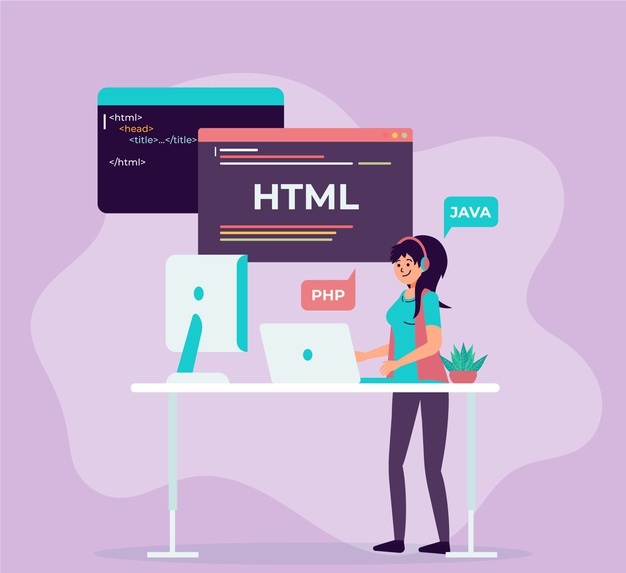 <html>
<head>
<title>...</title>
</html>
HTML
JAVA
PHP